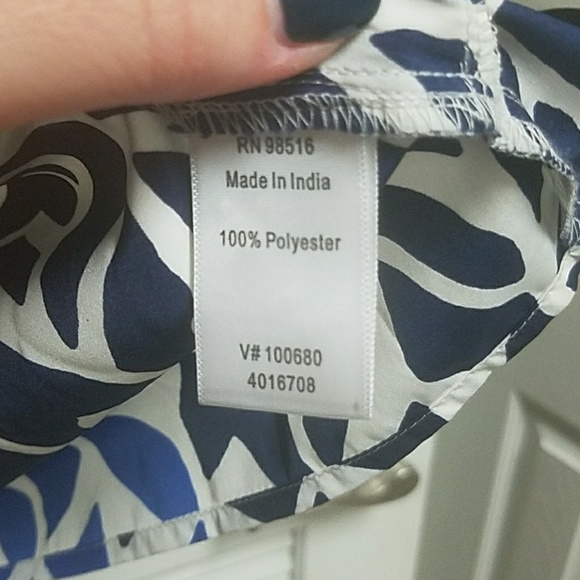 RN 98516
Made In India
100% Polyester
V# 100680
4016708